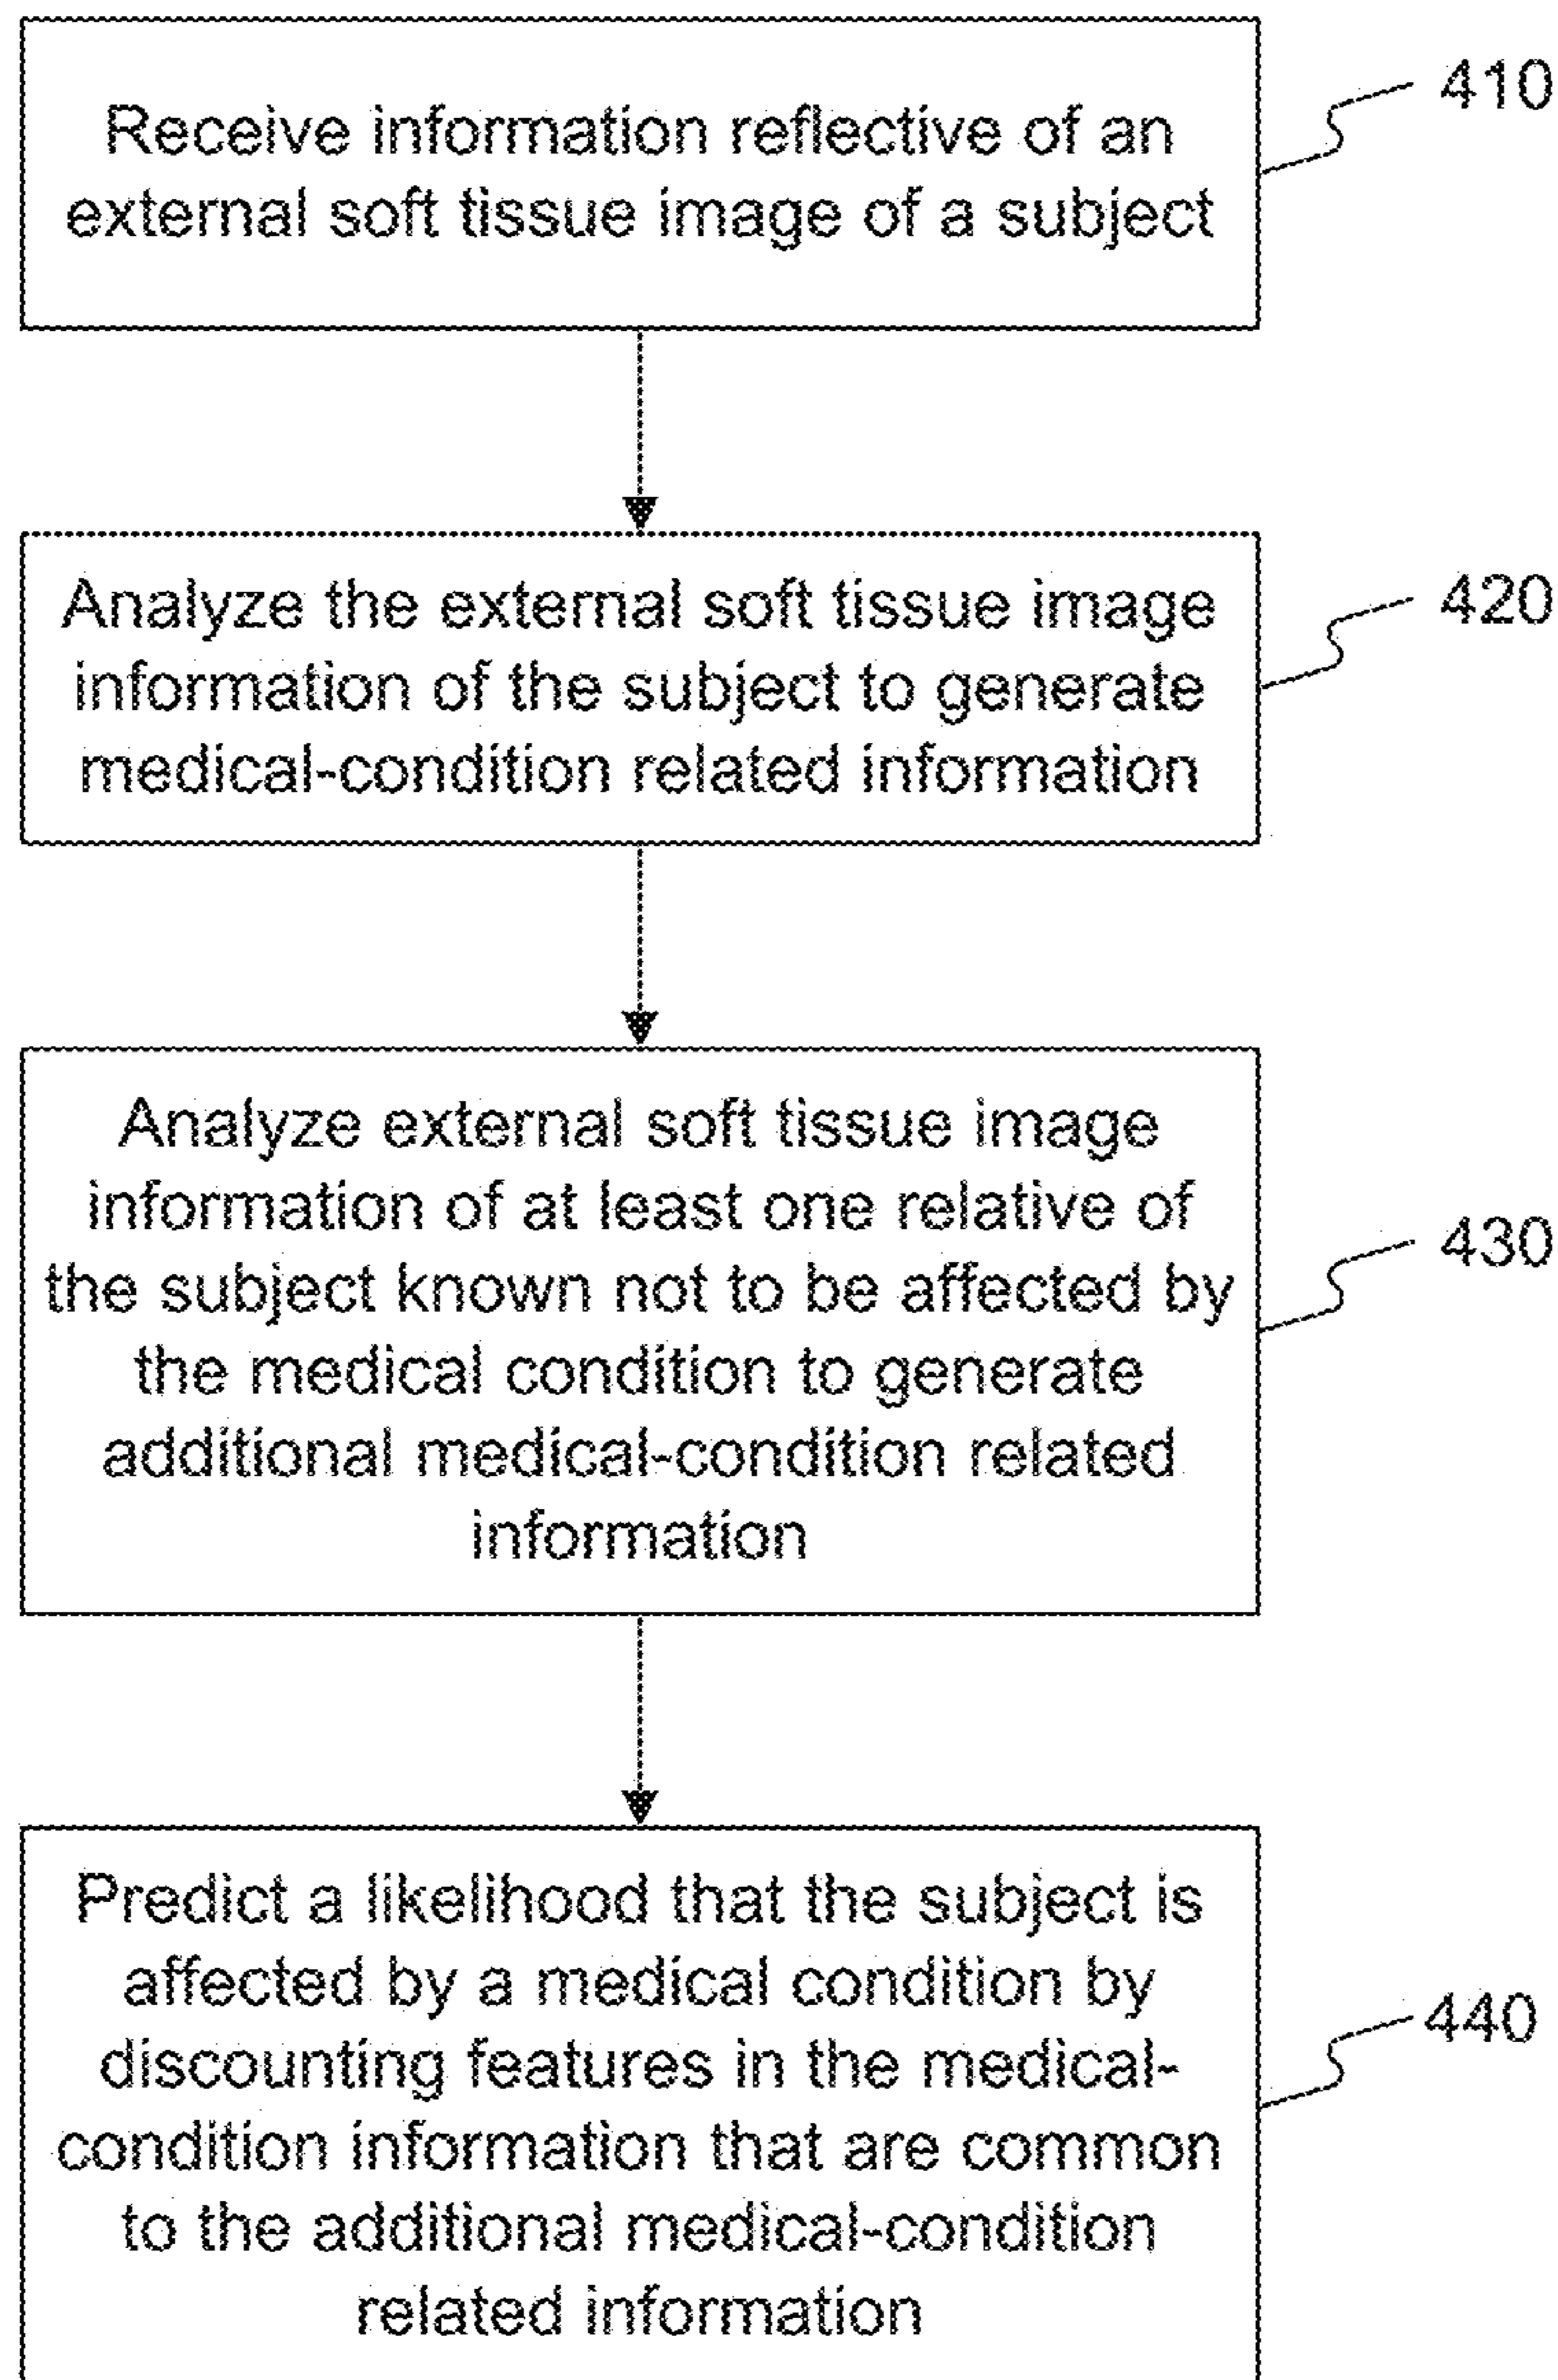 Receive information reflective of an
external soft tissue image of a subject
410
Analyze the external soft tissue image
information of the subject to generate
medical-condition related information
420
Analyze external soft tissue image
information of at least one relative of
the subject known not to be affected by
the medical condition to generate
additional medical-condition related
information
430
Predict a likelihood that the subject is
affected by a medical condition by
discounting features in the medical-
condition information that are common
to the additional medical-condition
related information
440